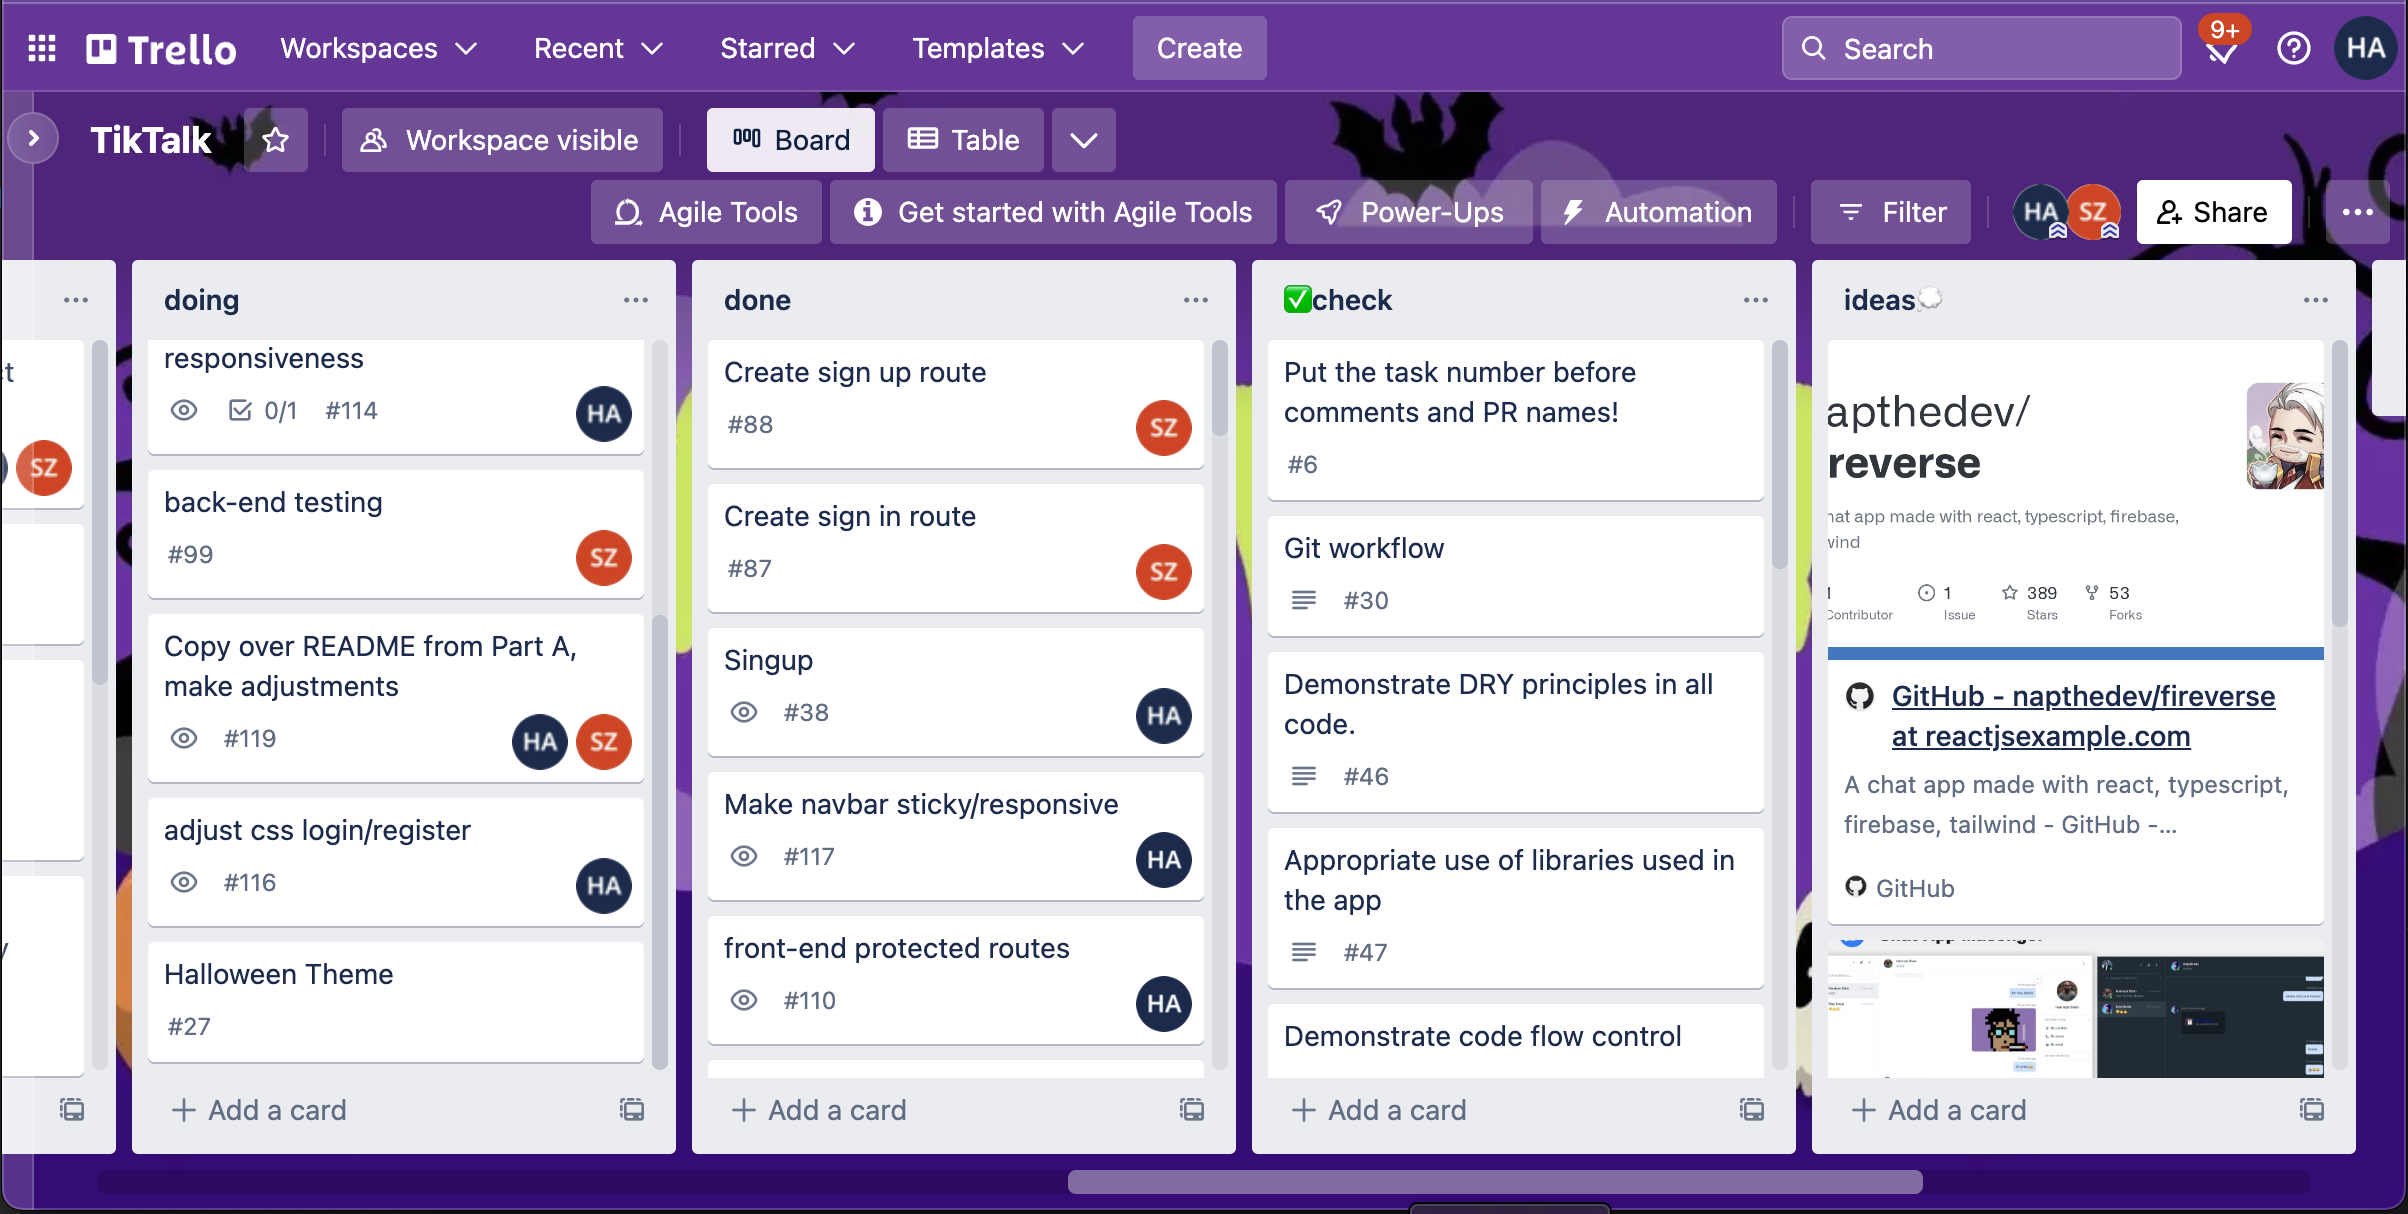 Trello
Workspaces
Recent
Starred
Templates
Create
Search
9+
HA
TikTalk
Workspace visible
Board
Table
Agile Tools
Get started with Agile Tools
Power-Ups
Automation
Filter
HA
SZ
Share
SZ
doing
responsiveness
0/1 #114
HA
back-end testing
#99
SZ
Copy over README from Part A,
make adjustments
#119
HA SZ
adjust css login/register
#116
HA
Halloween Theme
#27
+ Add a card
done
Create sign up route
#88
SZ
Create sign in route
#87
SZ
Singup
#38
HA
Make navbar sticky/responsive
#117
HA
front-end protected routes
#110
HA
+ Add a card
✅check
Put the task number before
comments and PR names!
#6
Git workflow
#30
Demonstrate DRY principles in all
code.
#46
Appropriate use of libraries used in
the app
#47
Demonstrate code flow control
+ Add a card
ideas💭
apthedev/
reverse
hat app made with react, typescript, firebase,
wind
1 389 53
Contributor Issue Stars Forks
GitHub - napthedev/fireverse
at reactjsexample.com
A chat app made with react, typescript,
firebase, tailwind - GitHub -...
GitHub
+ Add a card